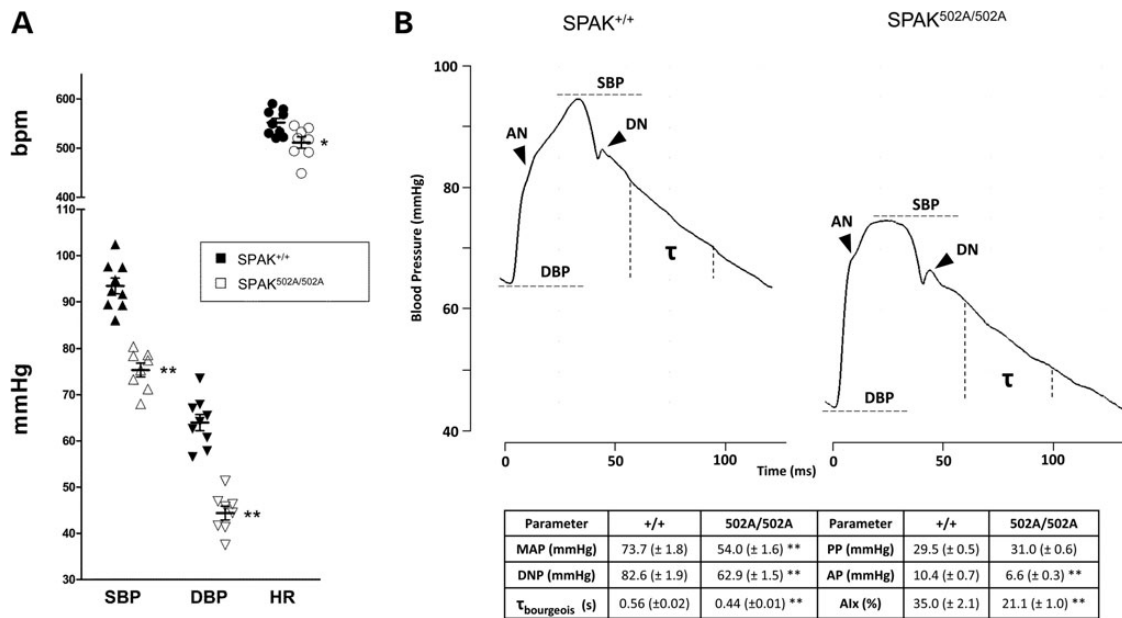 A
bpm
600
500
400
110
100
90
80
70
60
50
40
30
mmHg
*
**
**
SPAK+/+
SPAK502A/502A
SBP DBP HR
B
SPAK+/+
SPAK502A/502A
Blood Pressure (mmHg)
100
80
60
40
SBP
AN
DN
τ
DBP
0 50 100
SBP
AN
DN
τ
DBP
0 50 100
Time (ms)
Parameter +/+ 502A/502A Parameter +/+ 502A/502A
MAP (mmHg) 73.7 (± 1.8) 54.0 (± 1.6) ** PP (mmHg) 29.5 (± 0.5) 31.0 (± 0.6)
DNP (mmHg) 82.6 (± 1.9) 62.9 (± 1.5) ** AP (mmHg) 10.4 (± 0.7) 6.6 (± 0.3) **
τbourgeois (s) 0.56 (±0.02) 0.44 (±0.01) ** AIx (%) 35.0 (± 2.1) 21.1 (± 1.0) **